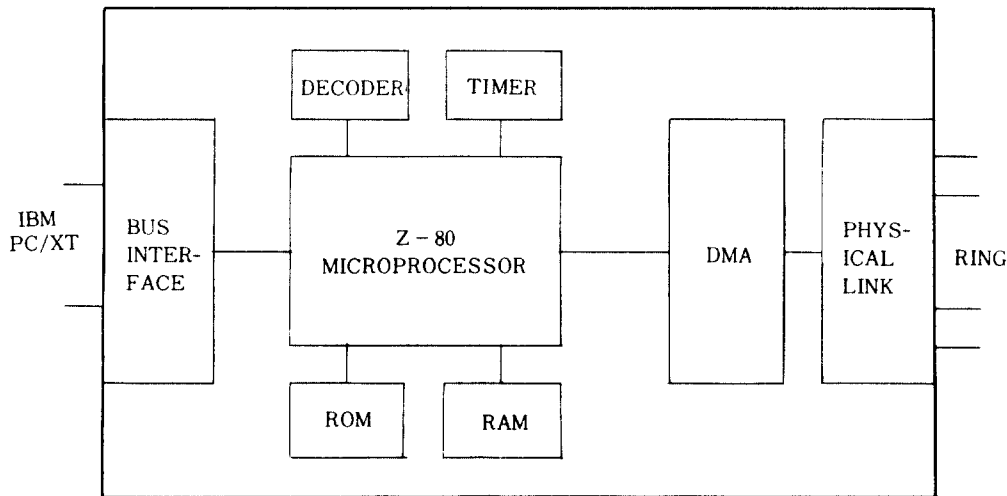 DECODER
TIMER
IBM
PC/XT
BUS
INTER-
FACE
Z-80
MICROPROCESSOR
DMA
PHYS-
ICAL
LINK
RING
ROM
RAM